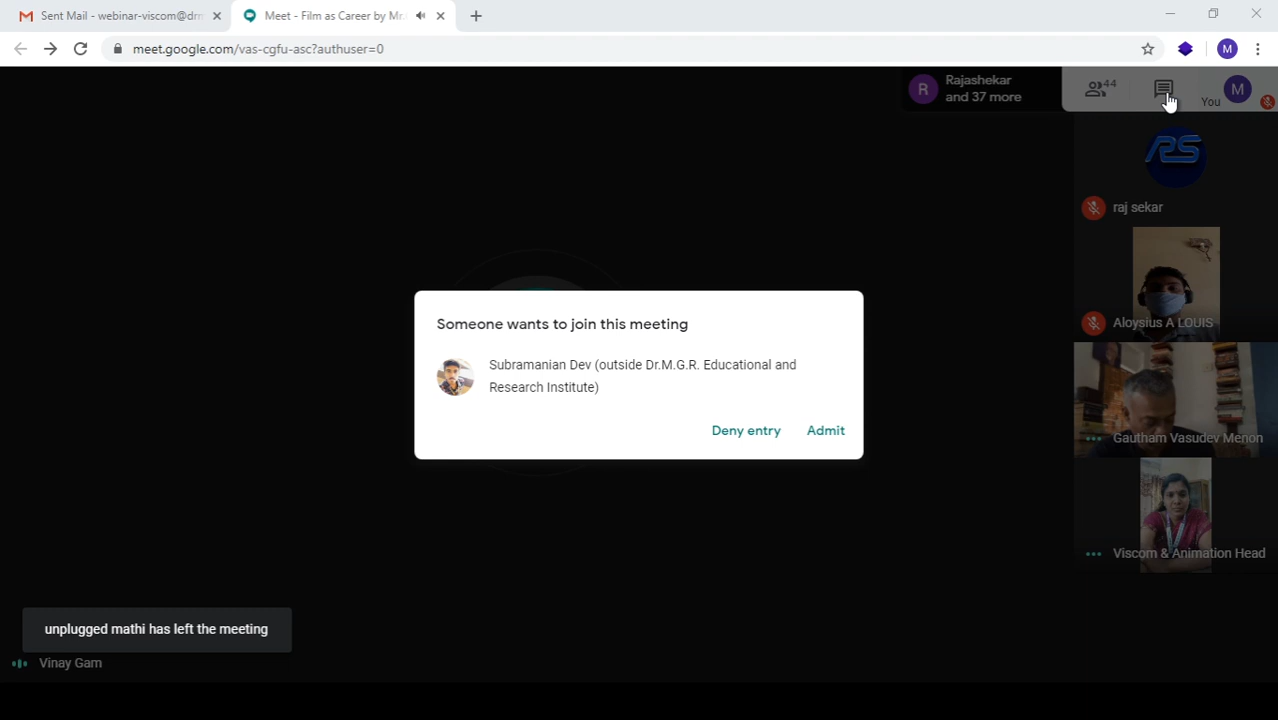 Sent Mail - webinar-viscom@drm
Meet - Film as Career by Mr.
meet.google.com/vas-cgfu-asc?authuser=0
M
R
Rajashekar
and 37 more
44
You
M
RS
raj sekar
Aloysius A LOUIS
Gautham Vasudev Menon
Viscom & Animation Head
Someone wants to join this meeting
Subramanian Dev (outside Dr.M.G.R. Educational and
Research Institute)
Deny entry
Admit
unplugged mathi has left the meeting
Vinay Gam